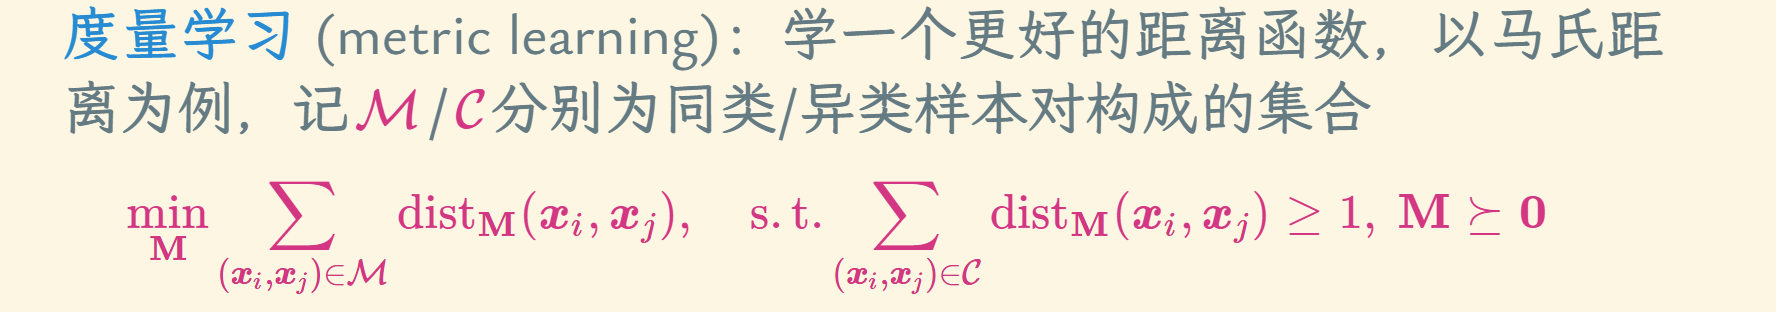 度量学习 (metric learning)：学一个更好的距离函数，以马氏距
离为例，记 $\mathcal{M}$/$\mathcal{C}$ 分别为同类/异类样本对构成的集合
$\min_{\mathbf{M}} \sum_{(\boldsymbol{x}_i,\boldsymbol{x}_j)\in\mathcal{M}} \text{dist}_{\mathbf{M}}(\boldsymbol{x}_i, \boldsymbol{x}_j), \quad \text{s.t.} \sum_{(\boldsymbol{x}_i,\boldsymbol{x}_j)\in\mathcal{C}} \text{dist}_{\mathbf{M}}(\boldsymbol{x}_i, \boldsymbol{x}_j) \geq 1, \ \mathbf{M} \succeq \mathbf{0}$